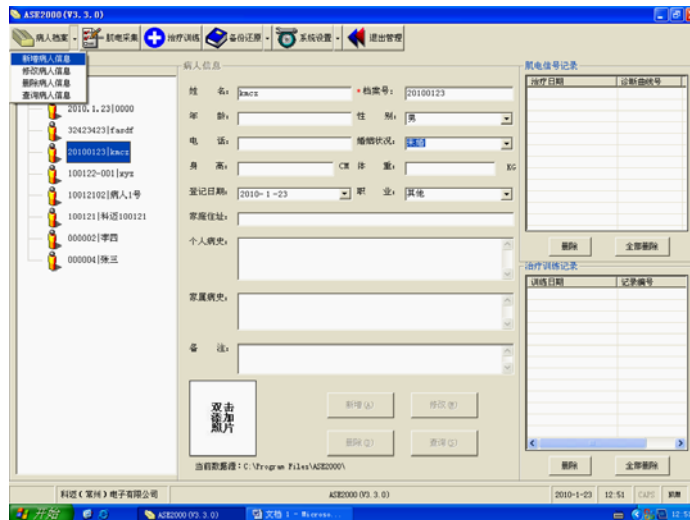 ASE2000(V3.3.0)
病人档案 肌电采集 治疗训练 备份还原 系统设置 退出管理
新增病人信息
修改病人信息
删除病人信息
查询病人信息
2010.1.23|0000
32423423|fasdf
20100123|kmcz
100122-001|xyz
10012102|病人1号
100121|科迈100121
000002|李四
000004|张三
病人信息
姓 名: kmcz *档案号: 20100123
年 龄: 性 别: 男
电 话: 婚姻状况: 未婚
身 高: CM 体 重: KG
登记日期: 2010- 1 -23 职 业: 其他
家庭住址:
个人病史:
家属病史:
备 注:
双击
添加
照片
新增(A) 修改(E)
删除(D) 查询(S)
当前数据源:C:\Program Files\ASE2000\
肌电信号记录
治疗日期 诊断曲线号
删除 全部删除
治疗训练记录
训练日期 记录编号
删除 全部删除
科迈(常州)电子有限公司 ASE2000(V3.3.0) 2010-1-23 12:51 CAPS NUM
开始 ASE2000(V3.3.0) 文档 1 - Microso... 12:51